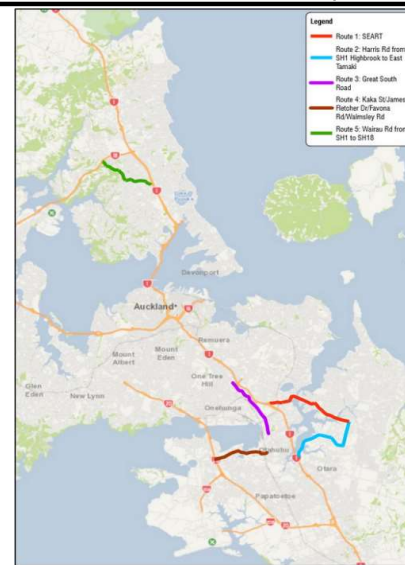 Legend
Route 1: SEART
Route 2: Harris Rd from
SH1 Highbrook to East
Tamaki
Route 3: Great South
Road
Route 4: Kaka St/James
Fletcher Dr/Favona
Rd/Walmsley Rd
Route 5: Wairau Rd from
SH1 to SH18
Devonport
Auckland
Remuera
Mount
Albert
Mount
Eden
One Tree
Hill
Glen
Eden
New Lynn
Onehunga
Otahuhu
Otara
Papatoetoe